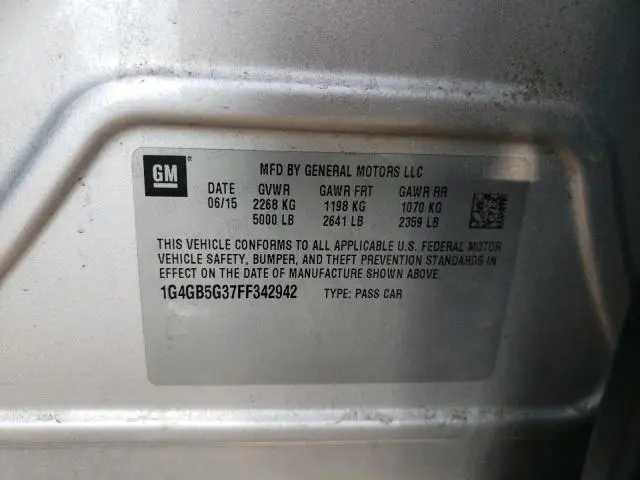 GM MFD BY GENERAL MOTORS LLC
DATE GVWR GAWR FRT GAWR RR
06/15 2268 KG 1198 KG 1070 KG
5000 LB 2641 LB 2359 LB
THIS VEHICLE CONFORMS TO ALL APPLICABLE U.S. FEDERAL MOTOR
VEHICLE SAFETY, BUMPER, AND THEFT PREVENTION STANDARDS IN
EFFECT ON THE DATE OF MANUFACTURE SHOWN ABOVE.
1G4GB5G37FF342942 TYPE: PASS CAR